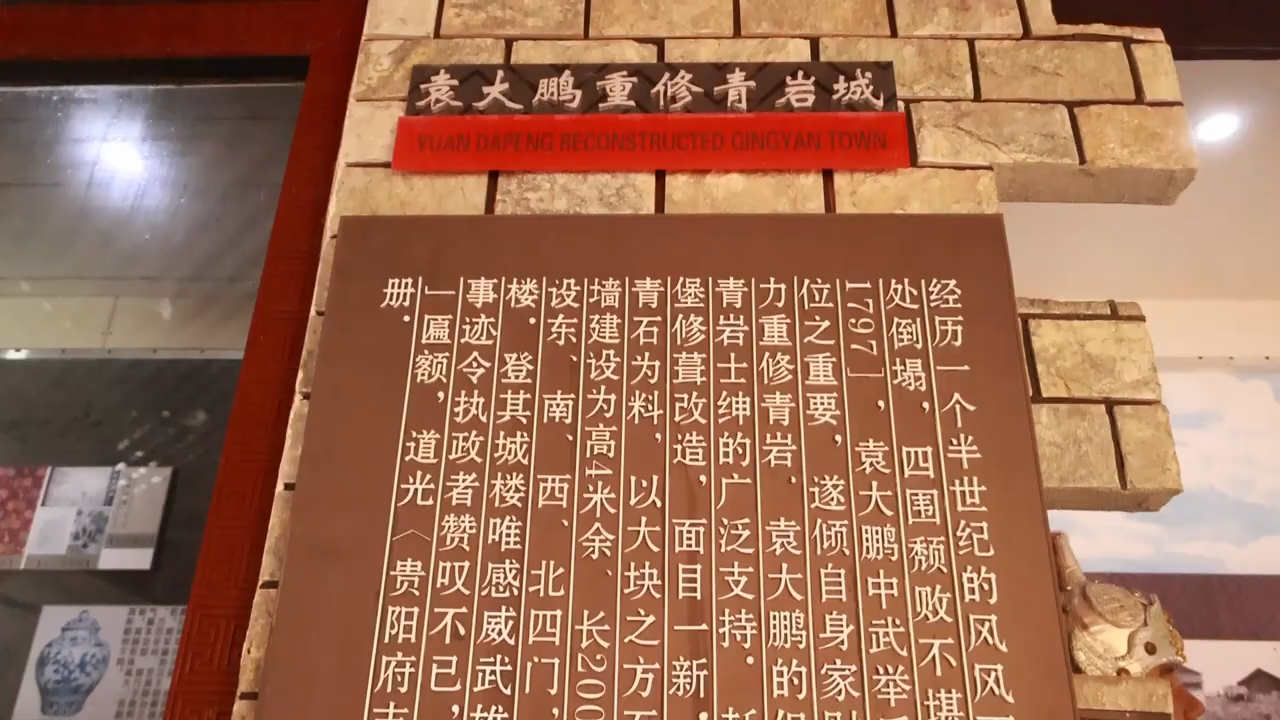 袁大鹏重修青岩城
YUAN DAPENG RECONSTRUCTED QINGYAN TOWN
经历一个半世纪的风风
处倒塌，四围颓败不堪
1797］，袁大鹏中武举
位之重要，遂倾自身家
力重修青岩．袁大鹏的
青岩士绅的广泛支持．
堡修葺改造，面目一新，
青石为料，以大块之方
墙建设为高4米余、长200
设东、南、西、北四门，
楼．登其城楼唯感威武雄
事迹令执政者赞叹不已，
」匾额，道光〈贵阳府志
册．